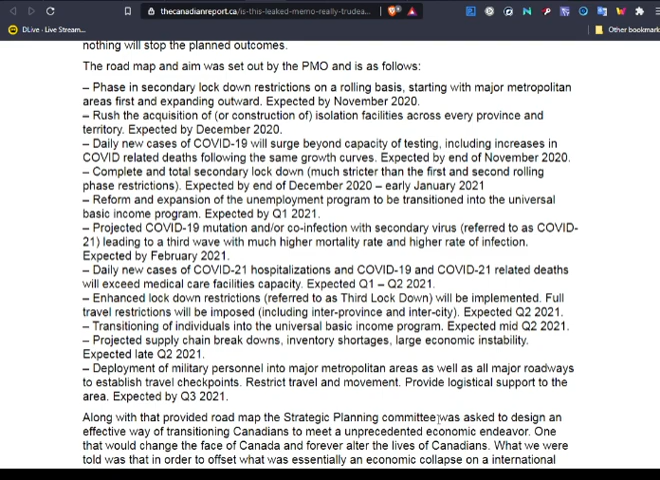 thecanadianreport.ca/is-this-leaked-memo-really-trudea...
DLive - Live Stream...
Other bookmark
nothing will stop the planned outcomes.
The road map and aim was set out by the PMO and is as follows:
– Phase in secondary lock down restrictions on a rolling basis, starting with major metropolitan
areas first and expanding outward. Expected by November 2020.
– Rush the acquisition of (or construction of) isolation facilities across every province and
territory. Expected by December 2020.
– Daily new cases of COVID-19 will surge beyond capacity of testing, including increases in
COVID related deaths following the same growth curves. Expected by end of November 2020.
– Complete and total secondary lock down (much stricter than the first and second rolling
phase restrictions). Expected by end of December 2020 – early January 2021
– Reform and expansion of the unemployment program to be transitioned into the universal
basic income program. Expected by Q1 2021.
– Projected COVID-19 mutation and/or co-infection with secondary virus (referred to as COVID-
21) leading to a third wave with much higher mortality rate and higher rate of infection.
Expected by February 2021.
– Daily new cases of COVID-21 hospitalizations and COVID-19 and COVID-21 related deaths
will exceed medical care facilities capacity. Expected Q1 – Q2 2021.
– Enhanced lock down restrictions (referred to as Third Lock Down) will be implemented. Full
travel restrictions will be imposed (including inter-province and inter-city). Expected Q2 2021.
– Transitioning of individuals into the universal basic income program. Expected mid Q2 2021.
– Projected supply chain break downs, inventory shortages, large economic instability.
Expected late Q2 2021.
– Deployment of military personnel into major metropolitan areas as well as all major roadways
to establish travel checkpoints. Restrict travel and movement. Provide logistical support to the
area. Expected by Q3 2021.
Along with that provided road map the Strategic Planning committee was asked to design an
effective way of transitioning Canadians to meet a unprecedented economic endeavor. One
that would change the face of Canada and forever alter the lives of Canadians. What we were
told was that in order to offset what was essentially an economic collapse on a international